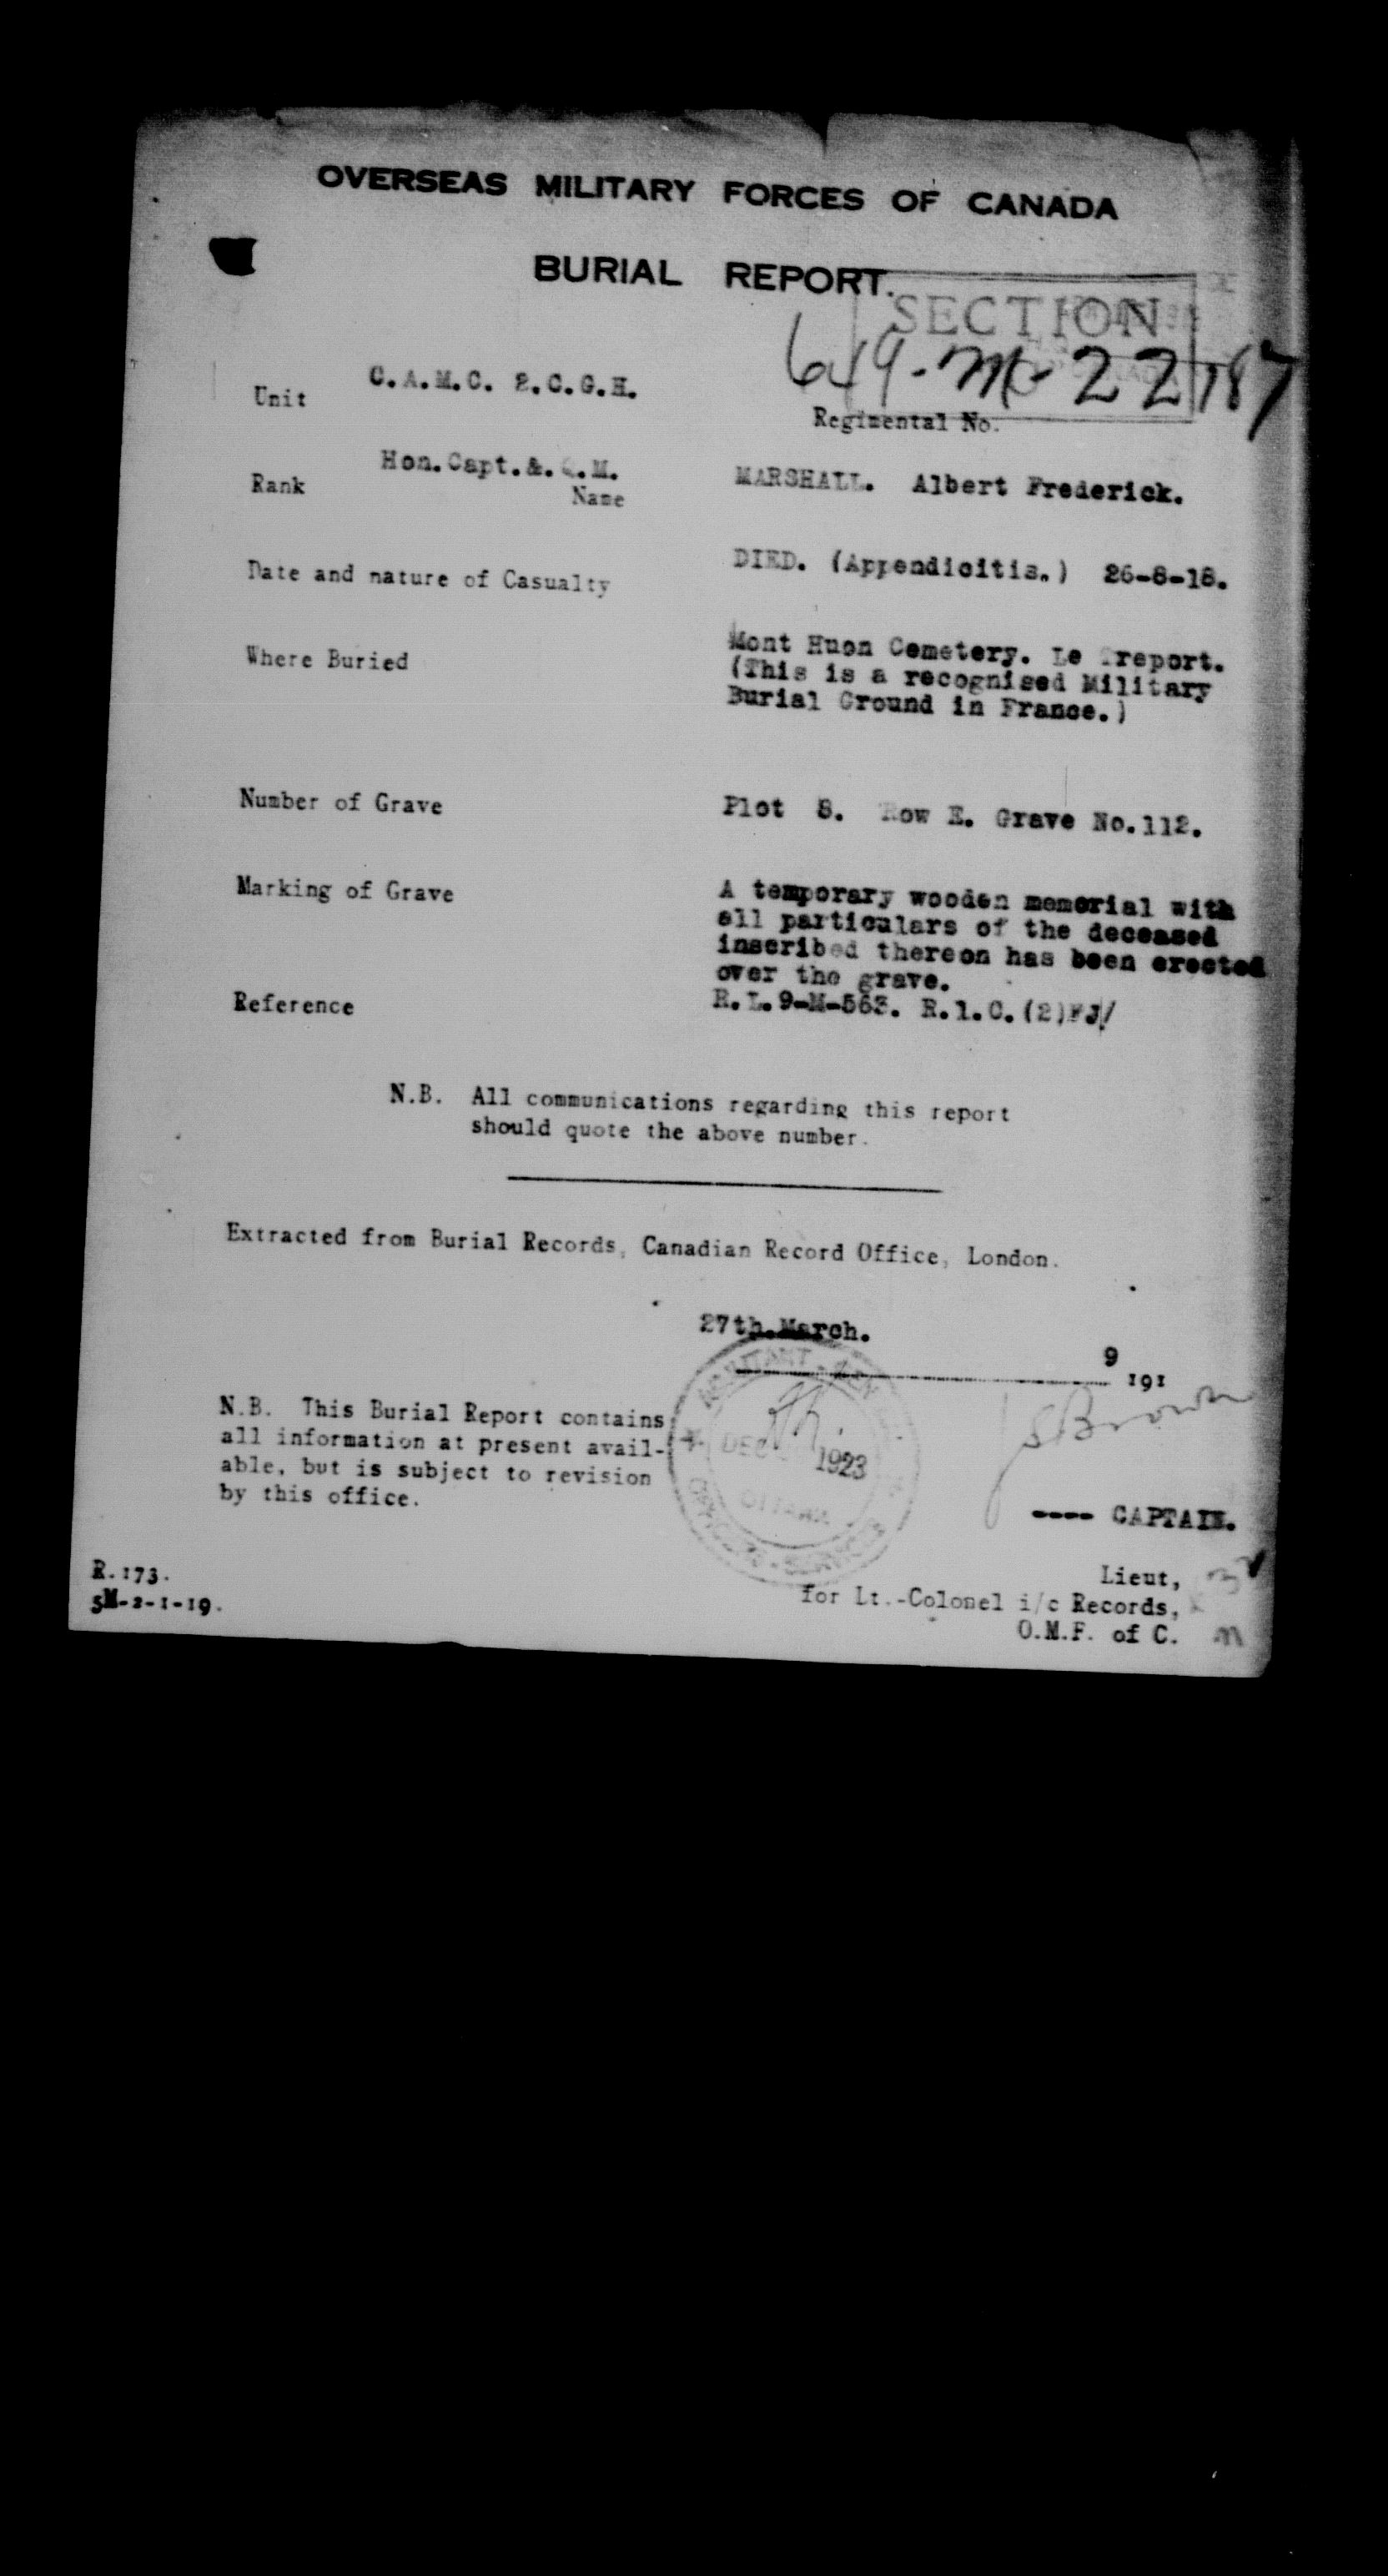 OVERSEAS MILITARY FORCES OF CANADA
BURIAL REPORT.
SECTION
649-M-22187
Unit C.A.M.C. 2.C.G.H.
Regimental No.
Rank Hon.Capt.&.Q.M.
Name MARSHALL. Albert Frederick.
Date and nature of Casualty DIED. (Appendicitis.) 26-8-18.
Where Buried Mont Huon Cemetery. Le Treport.
(This is a recognised Military
Burial Ground in France.)
Number of Grave Plot 8. Row E. Grave No.112.
Marking of Grave A temporary wooden memorial with
all particulars of the deceased
inscribed thereon has been erected
over the grave.
Reference R.L.9-M-563. R.1.C.(2)FJ/
N.B. All communications regarding this report
should quote the above number.
Extracted from Burial Records, Canadian Record Office, London.
27th.March. 1919
N.B. This Burial Report contains
all information at present avail-
able, but is subject to revision
by this office.
DEC 1923
OTTAWA
Brown
---- CAPTAIN.
Lieut,
for Lt.-Colonel i/c Records,
O.M.F. of C.
R.173.
5M-2-1-19.